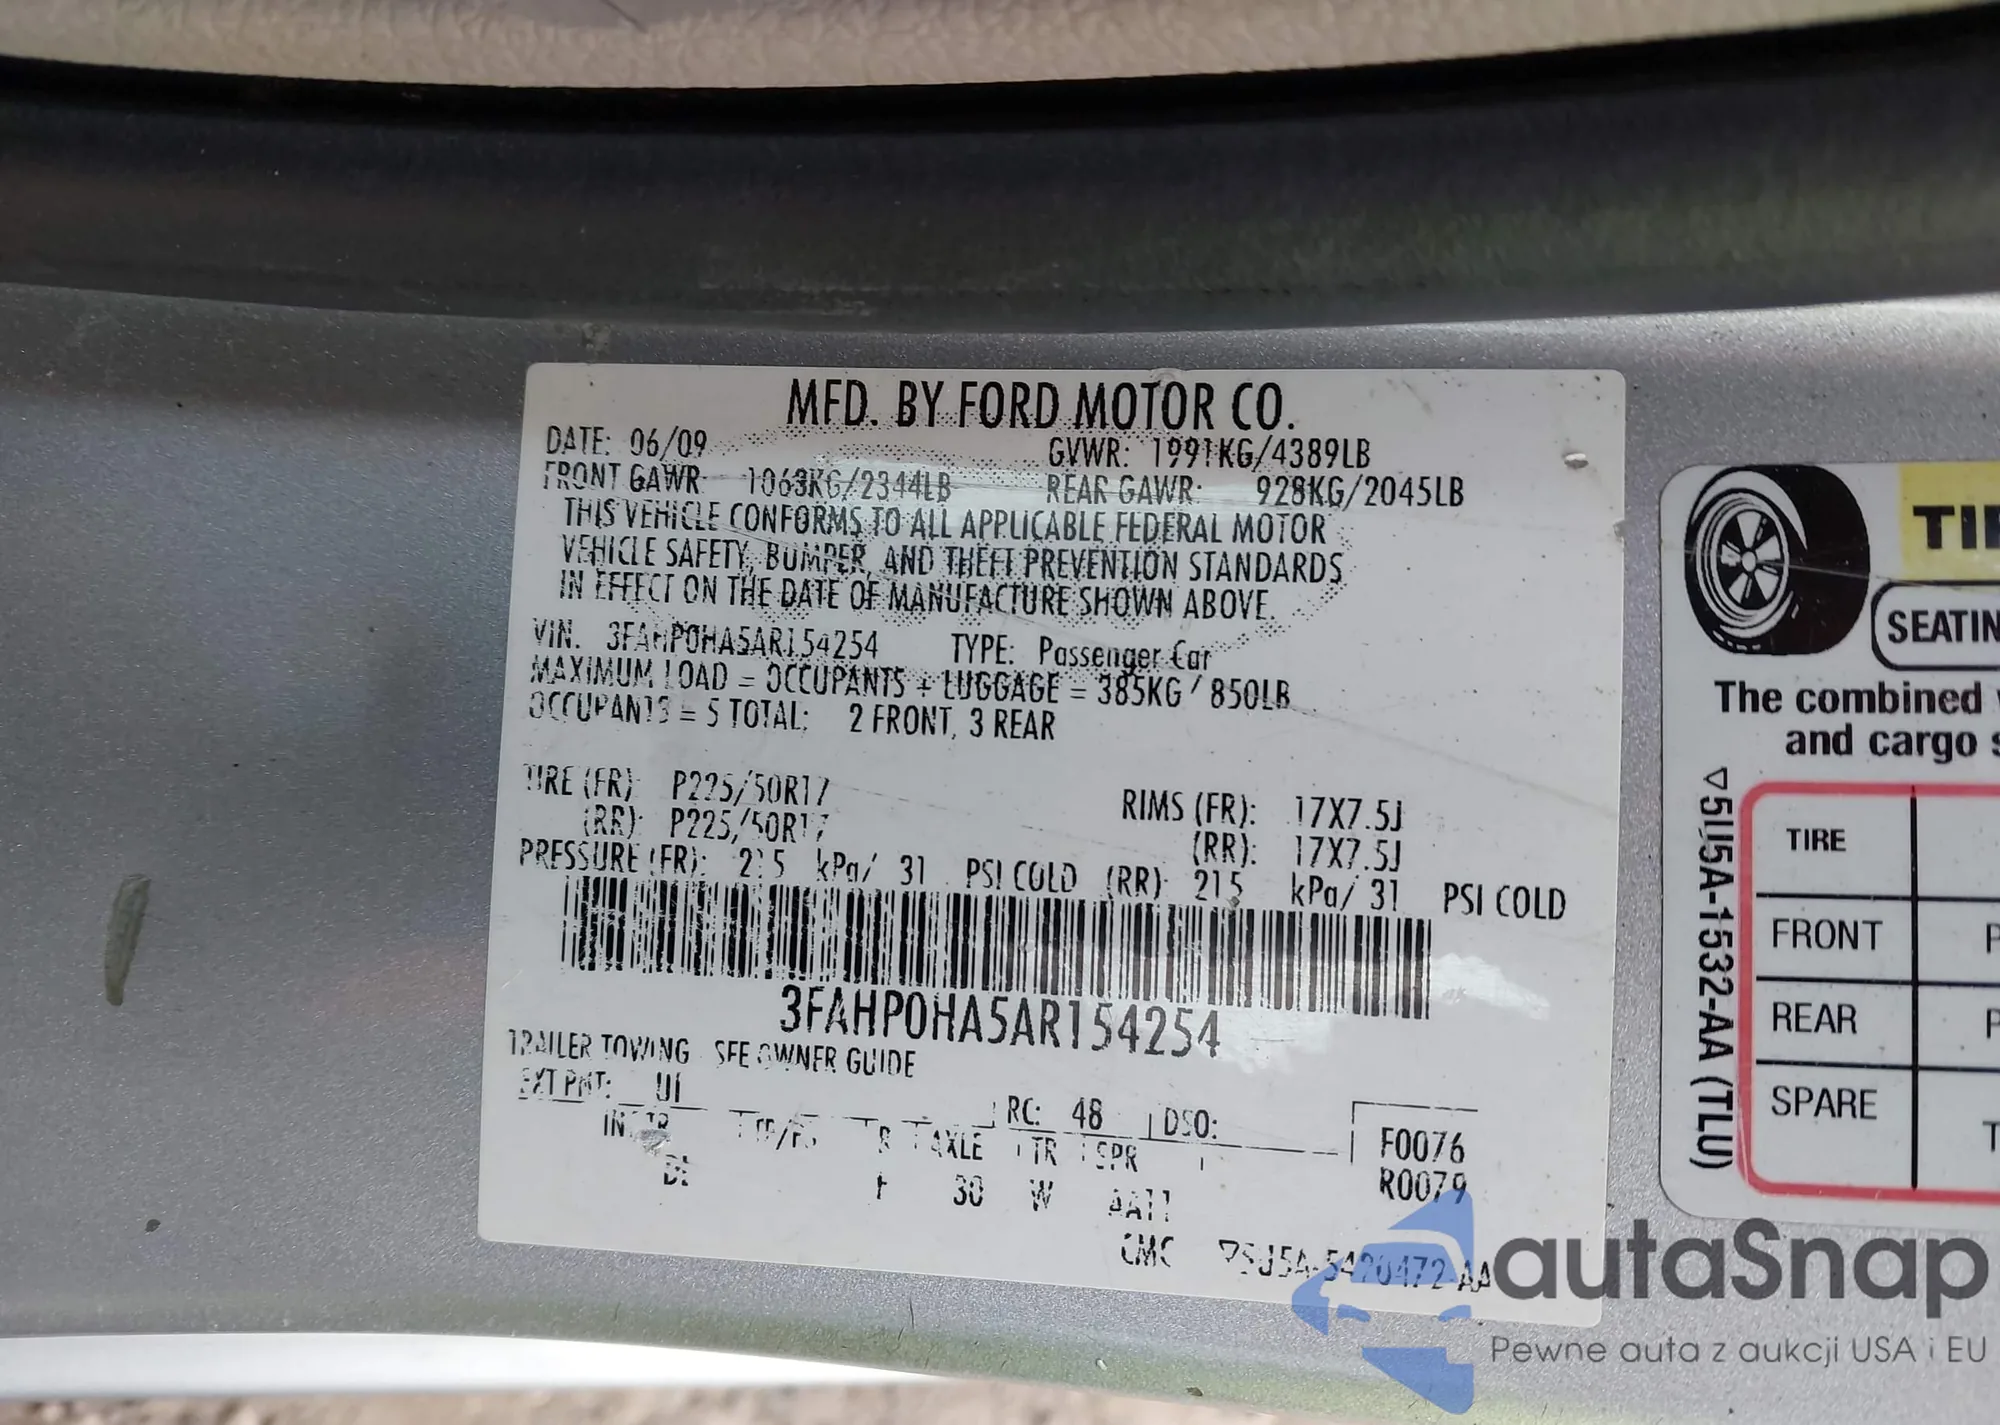 MFD. BY FORD MOTOR CO.
DATE: 06/09 GVWR: 1991KG/4389LB
FRONT GAWR: 1063KG/2344LB REAR GAWR: 928KG/2045LB
THIS VEHICLE CONFORMS TO ALL APPLICABLE FEDERAL MOTOR
VEHICLE SAFETY, BUMPER, AND THEFT PREVENTION STANDARDS
IN EFFECT ON THE DATE OF MANUFACTURE SHOWN ABOVE.
VIN: 3FAHP0HA5AR154254 TYPE: Passenger Car
MAXIMUM LOAD = OCCUPANTS + LUGGAGE = 385KG / 850LB
OCCUPANTS = 5 TOTAL: 2 FRONT, 3 REAR
TIRE (FR): P225/50R17 RIMS (FR): 17X7.5J
(RR): P225/50R17 (RR): 17X7.5J
PRESSURE (FR): 215 kPa/ 31 PSI COLD (RR): 215 kPa/ 31 PSI COLD
3FAHP0HA5AR154254
TRAILER TOWING - SEE OWNER GUIDE
EXT PNT: UI RC: 48 DSO:
AXLE TR SPR F0076
30 W AA11 R0079
CMC
SEATIN
The combined
and cargo
TIRE
FRONT P
REAR P
SPARE T
▽5U5A-1532-AA (TLU)
autaSnap
Pewne auta z aukcji USA i EU